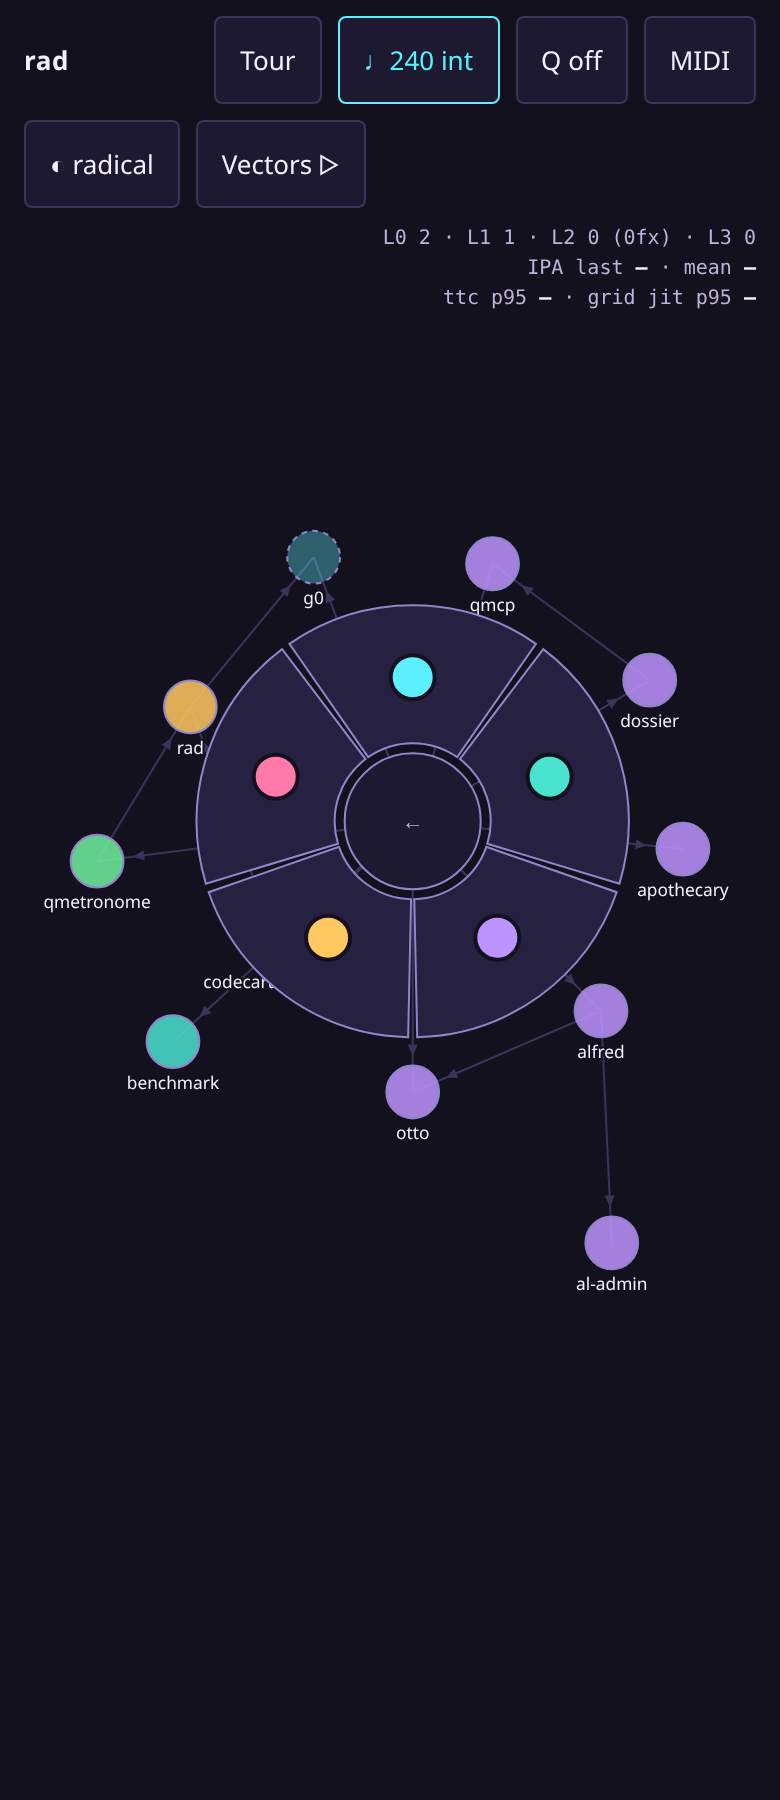 rad
Tour
♩ 240 int
Q off
MIDI
◐ radical
Vectors ▷
L0 2 · L1 1 · L2 0 (0fx) · L3 0
IPA last — · mean —
ttc p95 — · grid jit p95 —
g0
qmcp
dossier
rad
←
apothecary
qmetronome
codecart
alfred
benchmark
otto
al-admin